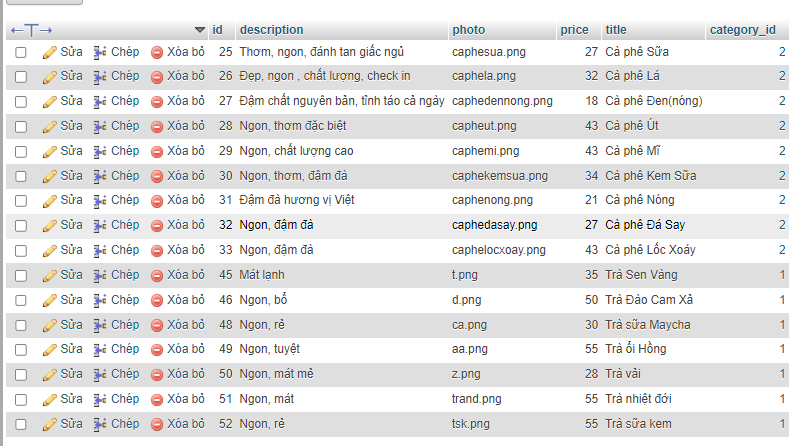 id description photo price title category_id
Sửa Chép Xóa bỏ 25 Thơm, ngon, đánh tan giấc ngủ caphesua.png 27 Cà phê Sữa 2
Sửa Chép Xóa bỏ 26 Đẹp, ngon , chất lượng, check in caphela.png 32 Cà phê Lá 2
Sửa Chép Xóa bỏ 27 Đậm chất nguyên bản, tỉnh táo cả ngày caphedennong.png 18 Cà phê Đen(nóng) 2
Sửa Chép Xóa bỏ 28 Ngon, thơm đặc biệt capheut.png 43 Cà phê Út 2
Sửa Chép Xóa bỏ 29 Ngon, chất lượng cao caphemi.png 43 Cà phê Mĩ 2
Sửa Chép Xóa bỏ 30 Ngon, thơm, đậm đà caphekemsua.png 34 Cà phê Kem Sữa 2
Sửa Chép Xóa bỏ 31 Đậm đà hương vị Việt caphenong.png 21 Cà phê Nóng 2
Sửa Chép Xóa bỏ 32 Ngon, đậm đà caphedasay.png 27 Cà phê Đá Say 2
Sửa Chép Xóa bỏ 33 Ngon, đậm đà caphelocxoay.png 43 Cà phê Lốc Xoáy 2
Sửa Chép Xóa bỏ 45 Mát lạnh t.png 35 Trà Sen Vàng 1
Sửa Chép Xóa bỏ 46 Ngon, bổ d.png 50 Trà Đào Cam Xả 1
Sửa Chép Xóa bỏ 48 Ngon, rẻ ca.png 30 Trà sữa Maycha 1
Sửa Chép Xóa bỏ 49 Ngon, tuyệt aa.png 55 Trà ổi Hồng 1
Sửa Chép Xóa bỏ 50 Ngon, mát mẻ z.png 28 Trà vải 1
Sửa Chép Xóa bỏ 51 Ngon, mát trand.png 55 Trà nhiệt đới 1
Sửa Chép Xóa bỏ 52 Ngon, rẻ tsk.png 55 Trà sữa kem 1